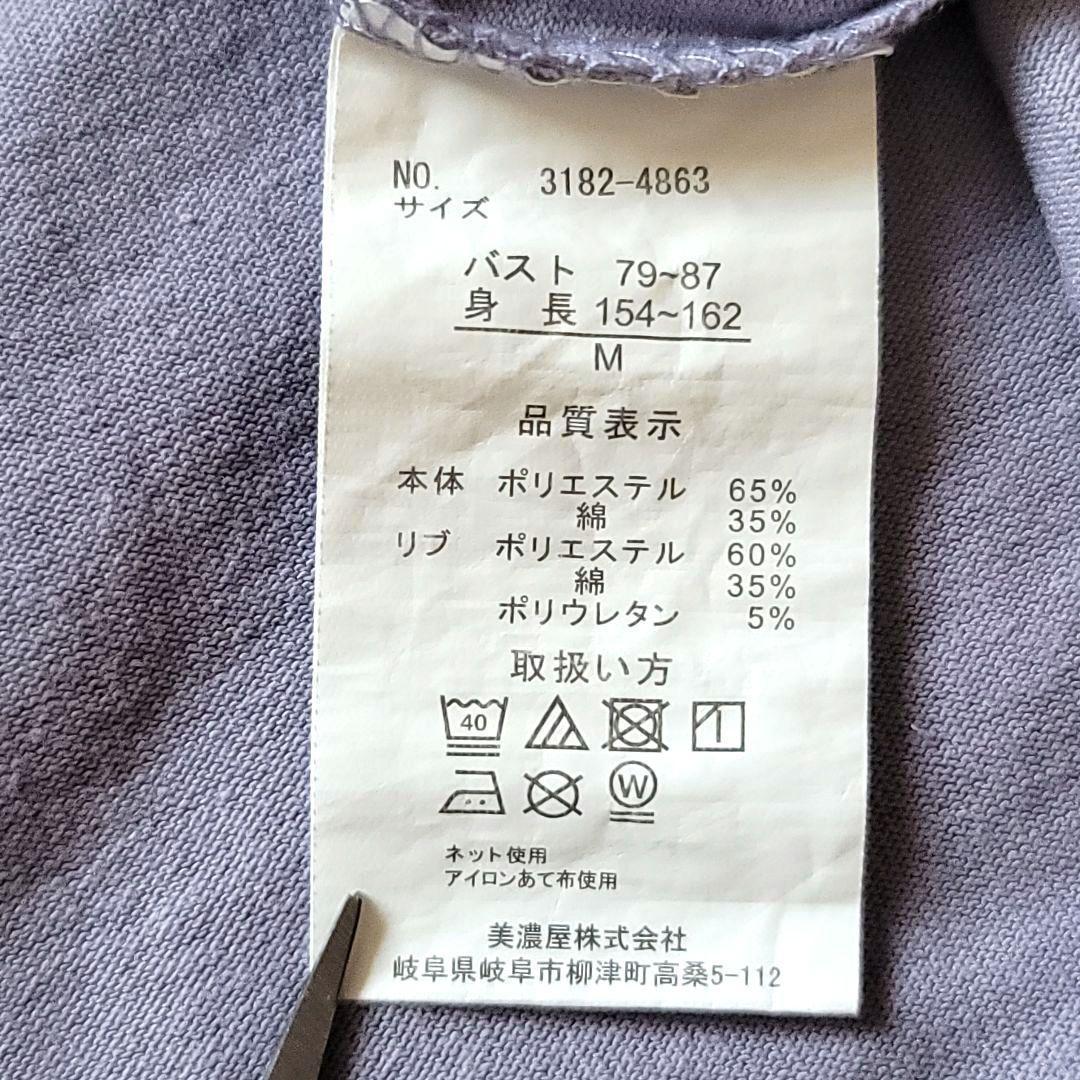 NO. 3182-4863
サイズ
バスト 79~87
身 長 154~162
M
品質表示
本体 ポリエステル 65%
綿 35%
リブ ポリエステル 60%
綿 35%
ポリウレタン 5%
取扱い方
40
W
ネット使用
アイロンあて布使用
美濃屋株式会社
岐阜県岐阜市柳津町高桑5-112